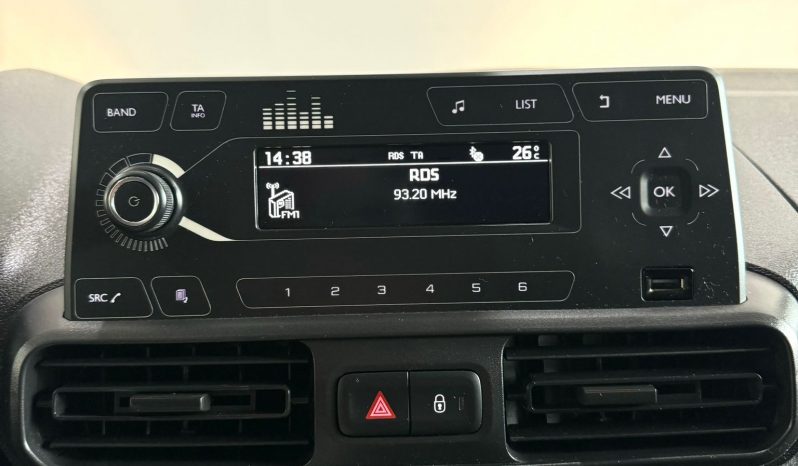 BAND
TA
INFO
LIST
MENU
14:38
RDS TA
26°C
RDS
93.20 MHz
FM1
OK
SRC
1 2 3 4 5 6